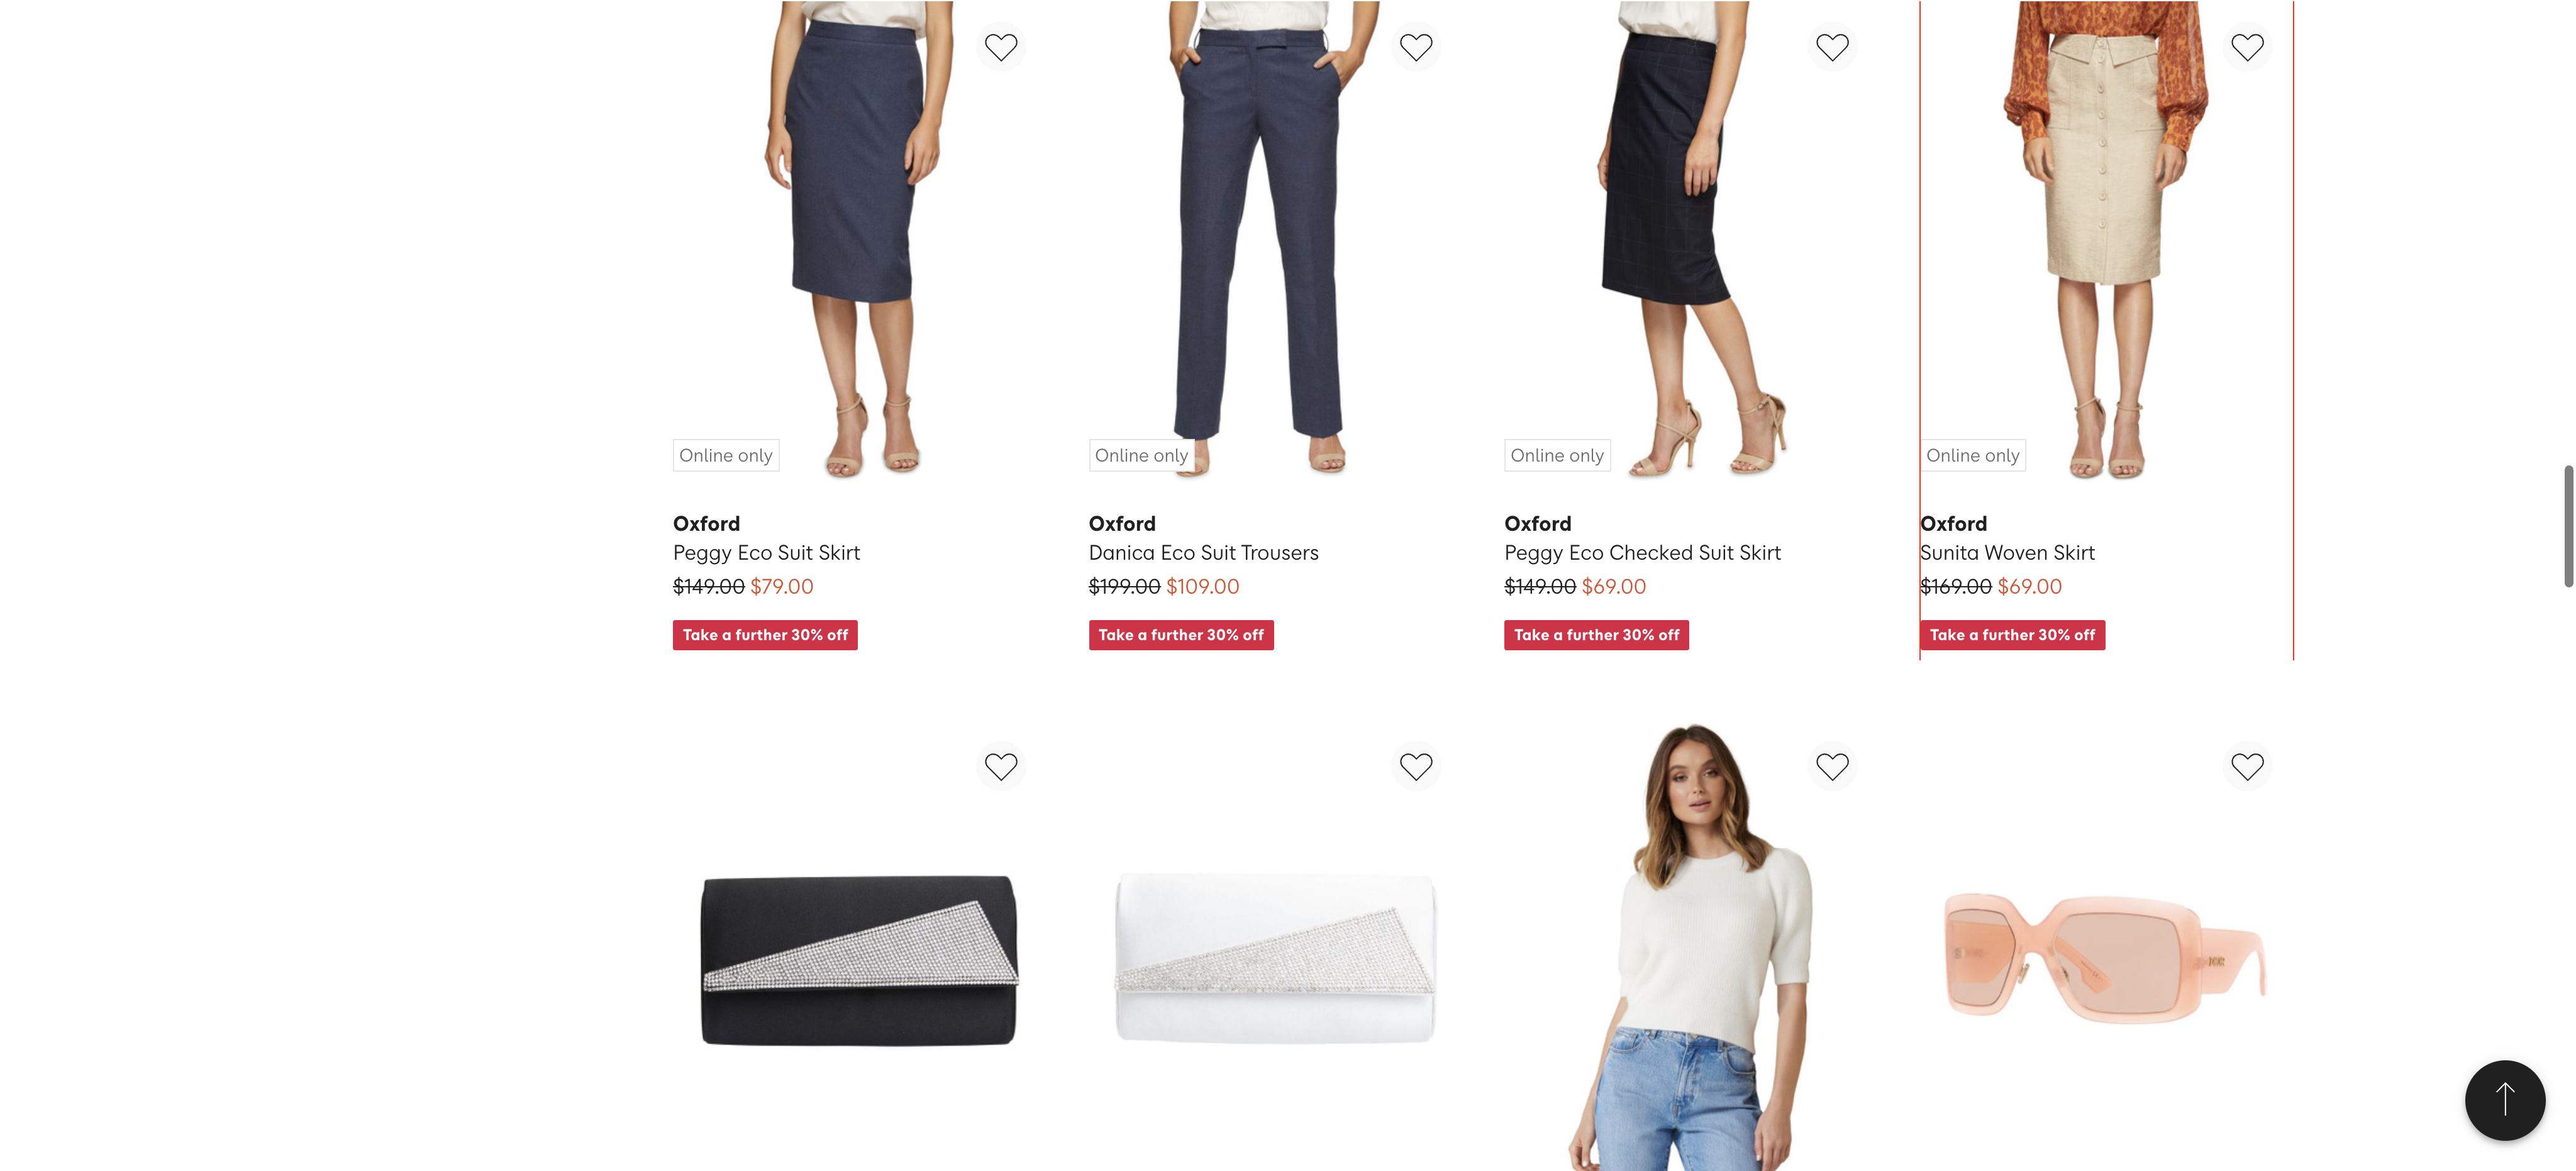 Online only
Online only
Online only
Online only
Oxford
Peggy Eco Suit Skirt
$149.00 $79.00
Take a further 30% off
Oxford
Danica Eco Suit Trousers
$199.00 $109.00
Take a further 30% off
Oxford
Peggy Eco Checked Suit Skirt
$149.00 $69.00
Take a further 30% off
Oxford
Sunita Woven Skirt
$169.00 $69.00
Take a further 30% off